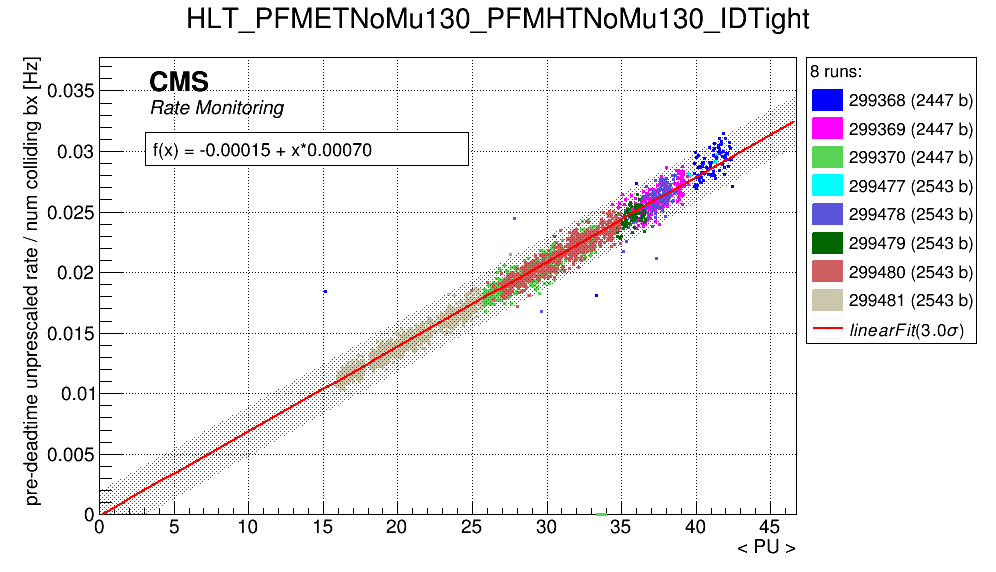 HLT_PFMETNoMu130_PFMHTNoMu130_IDTight
pre-deadtime unprescaled rate / num colliding bx [Hz]
0.035
0.03
0.025
0.02
0.015
0.01
0.005
0
CMS
Rate Monitoring
f(x) = -0.00015 + x*0.00070
0 5 10 15 20 25 30 35 40 45
< PU >
8 runs:
299368 (2447 b)
299369 (2447 b)
299370 (2447 b)
299477 (2543 b)
299478 (2543 b)
299479 (2543 b)
299480 (2543 b)
299481 (2543 b)
linearFit(3.0σ)